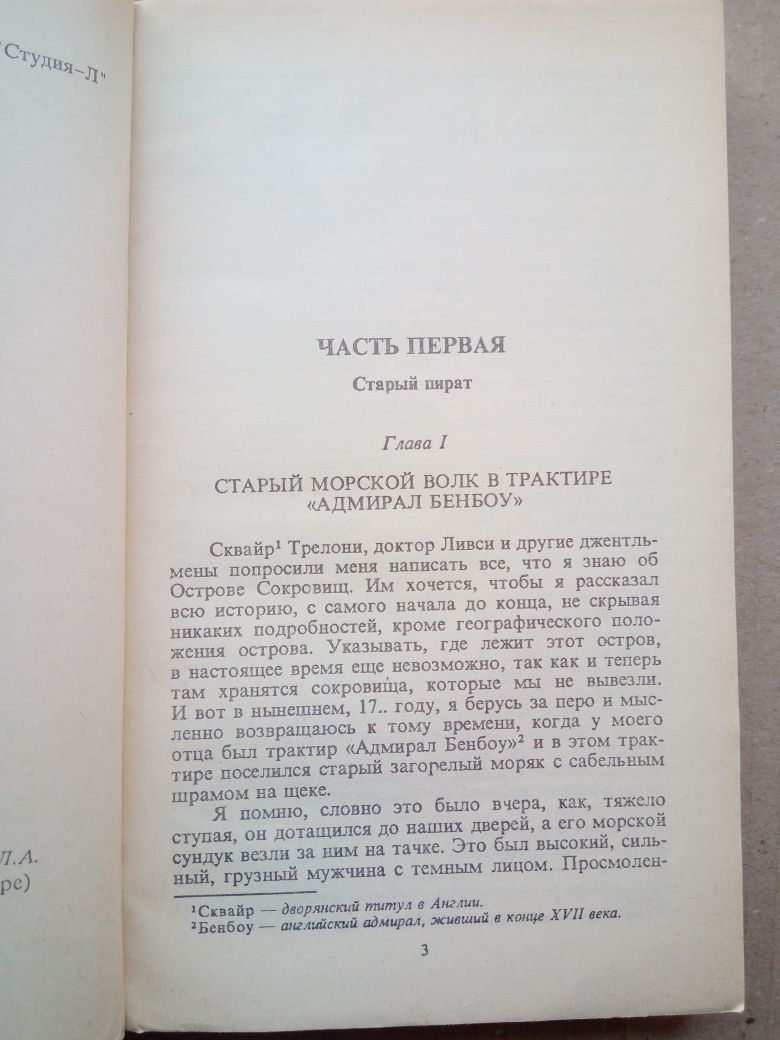 "Студия-Л"
Л.А.
ре)
ЧАСТЬ ПЕРВАЯ
Старый пират
Глава I
СТАРЫЙ МОРСКОЙ ВОЛК В ТРАКТИРЕ
«АДМИРАЛ БЕНБОУ»
Сквайр¹ Трелони, доктор Ливси и другие джентль-
мены попросили меня написать все, что я знаю об
Острове Сокровищ. Им хочется, чтобы я рассказал
всю историю, с самого начала до конца, не скрывая
никаких подробностей, кроме географического поло-
жения острова. Указывать, где лежит этот остров,
в настоящее время еще невозможно, так как и теперь
там хранятся сокровища, которые мы не вывезли.
И вот в нынешнем, 17.. году, я берусь за перо и мыс-
ленно возвращаюсь к тому времени, когда у моего
отца был трактир «Адмирал Бенбоу»² и в этом трак-
тире поселился старый загорелый моряк с сабельным
шрамом на щеке.
Я помню, словно это было вчера, как, тяжело
ступая, он дотащился до наших дверей, а его морской
сундук везли за ним на тачке. Это был высокий, силь-
ный, грузный мужчина с темным лицом. Просмолен-
¹Сквайр — дворянский титул в Англии.
²Бенбоу — английский адмирал, живший в конце XVII века.
3